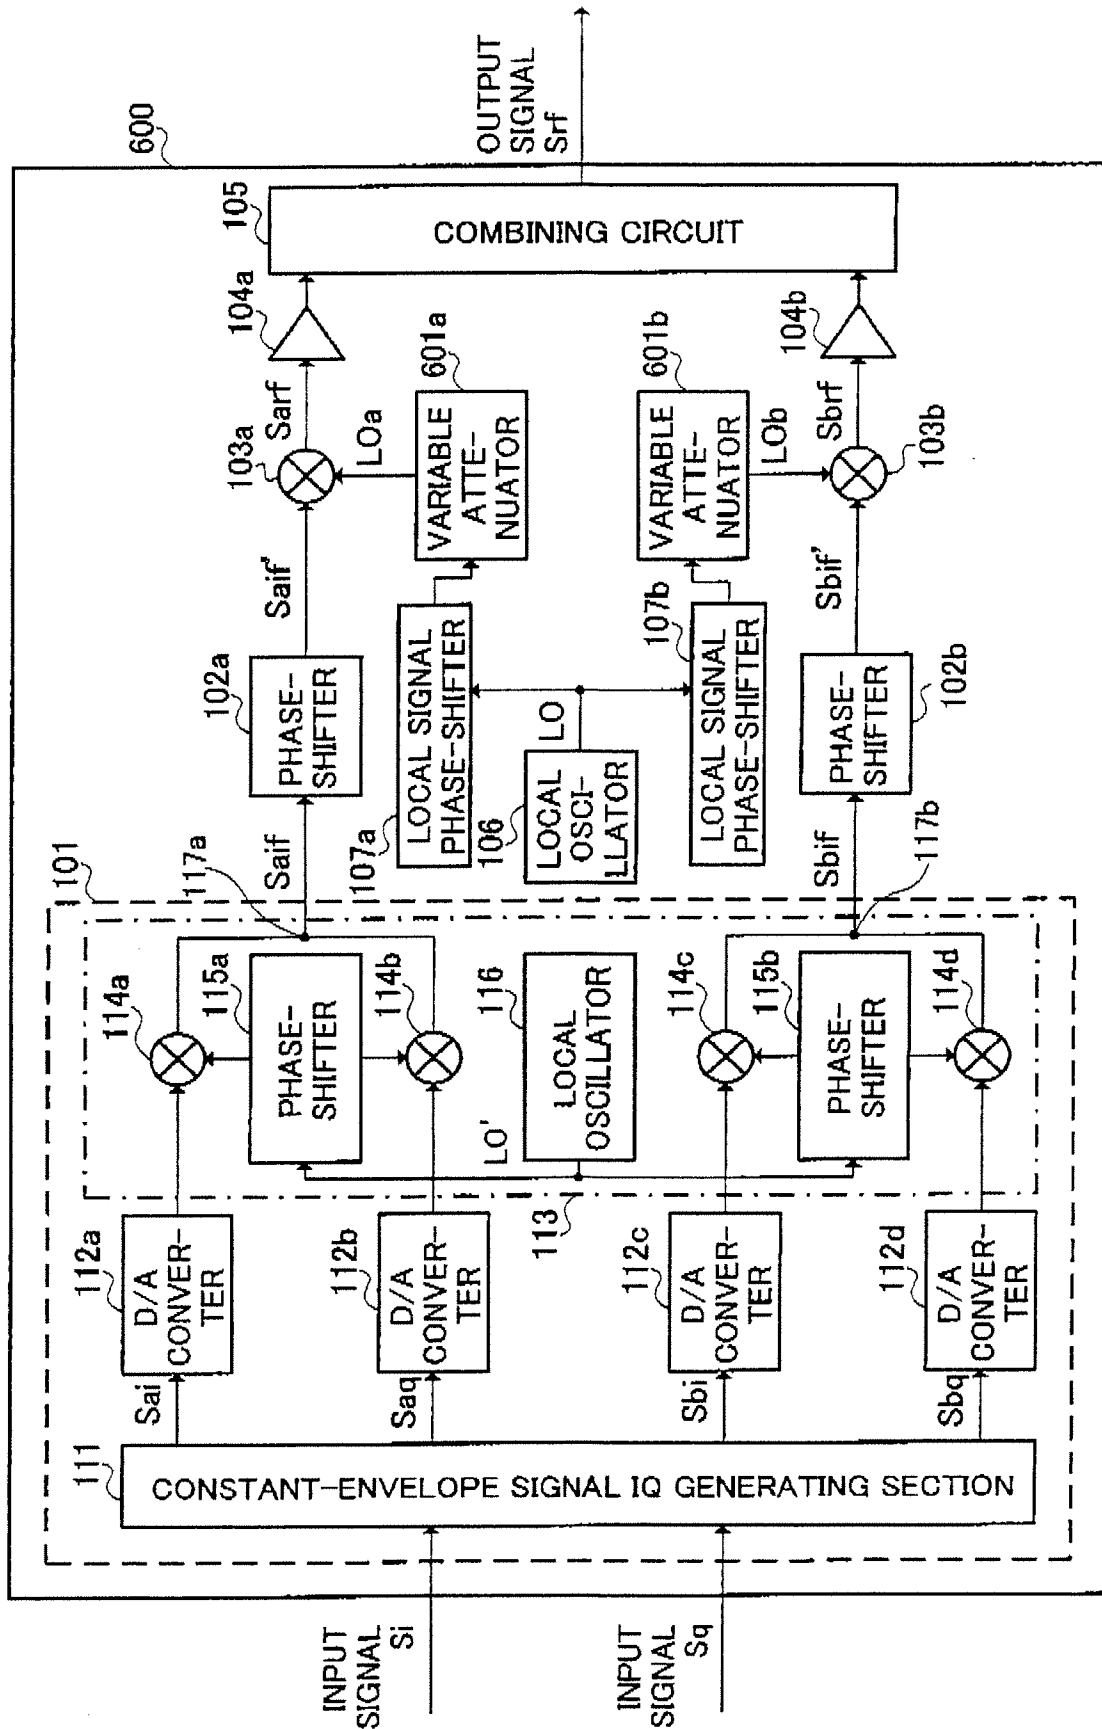 600
INPUT
SIGNAL
Si
INPUT
SIGNAL
Sq
101
111
CONSTANT-ENVELOPE SIGNAL IQ GENERATING SECTION
Sai
Saq
Sbi
Sbq
112a
D/A
CONVER-
TER
112b
D/A
CONVER-
TER
112c
D/A
CONVER-
TER
112d
D/A
CONVER-
TER
113
114a
115a
PHASE-
SHIFTER
114b
LO'
116
LOCAL
OSCILLATOR
114c
115b
PHASE-
SHIFTER
114d
117a
Saif
Sbif
117b
102a
PHASE-
SHIFTER
Saif'
107a
LOCAL SIGNAL
PHASE-SHIFTER
106
LOCAL
OSCI-
LLATOR
LO
107b
LOCAL SIGNAL
PHASE-SHIFTER
102b
PHASE-
SHIFTER
Sbif'
103a
LOa
601a
VARIABLE
ATTE-
NUATOR
601b
VARIABLE
ATTE-
NUATOR
LOb
103b
Sarf
Sbrf
104a
104b
105
COMBINING CIRCUIT
OUTPUT
SIGNAL
Srf